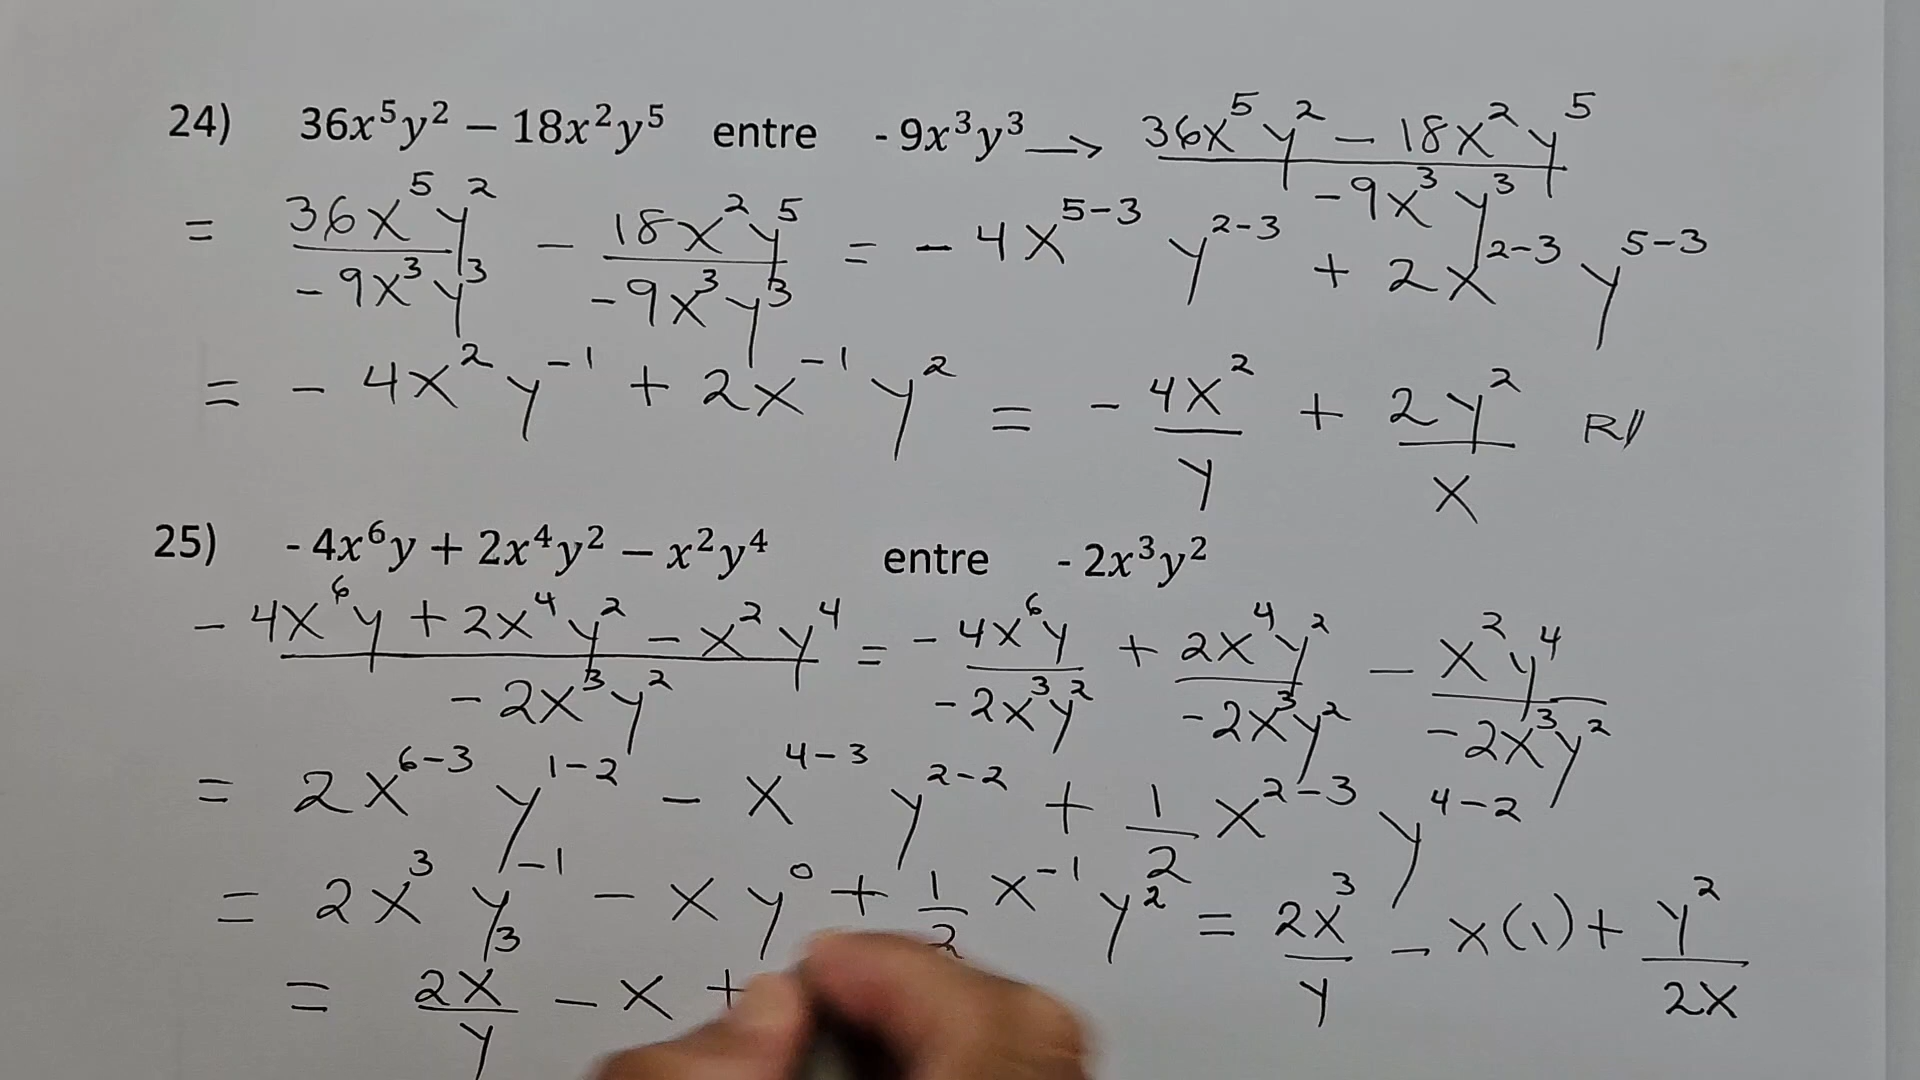 24) 36x⁵y² – 18x²y⁵ entre - 9x³y³ → (36x⁵y² – 18x²y⁵)/(-9x³y³)
= 36x⁵y²/(-9x³y³) – 18x²y⁵/(-9x³y³) = - 4x⁵⁻³ y²⁻³ + 2x²⁻³ y⁵⁻³
= - 4x²y⁻¹ + 2x⁻¹y² = - 4x²/y + 2y²/x R//
25) - 4x⁶y + 2x⁴y² – x²y⁴ entre - 2x³y²
(- 4x⁶y + 2x⁴y² – x²y⁴)/(-2x³y²) = - 4x⁶y/(-2x³y²) + 2x⁴y²/(-2x³y²) – x²y⁴/(-2x³y²)
= 2x⁶⁻³ y¹⁻² – x⁴⁻³ y²⁻² + 1/2 x²⁻³ y⁴⁻²
= 2x³ y⁻¹ – x y⁰ + 1/2 x⁻¹ y² = 2x³/y – x(1) + y²/2x
= 2x³/y – x +